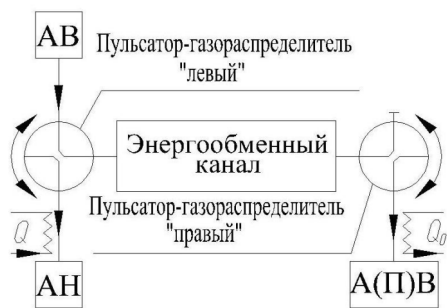 АВ
Пульсатор-газораспределитель
"левый"
Энергообменный
канал
Пульсатор-газораспределитель
"правый"
Q
Q₀
АН
А(П)В